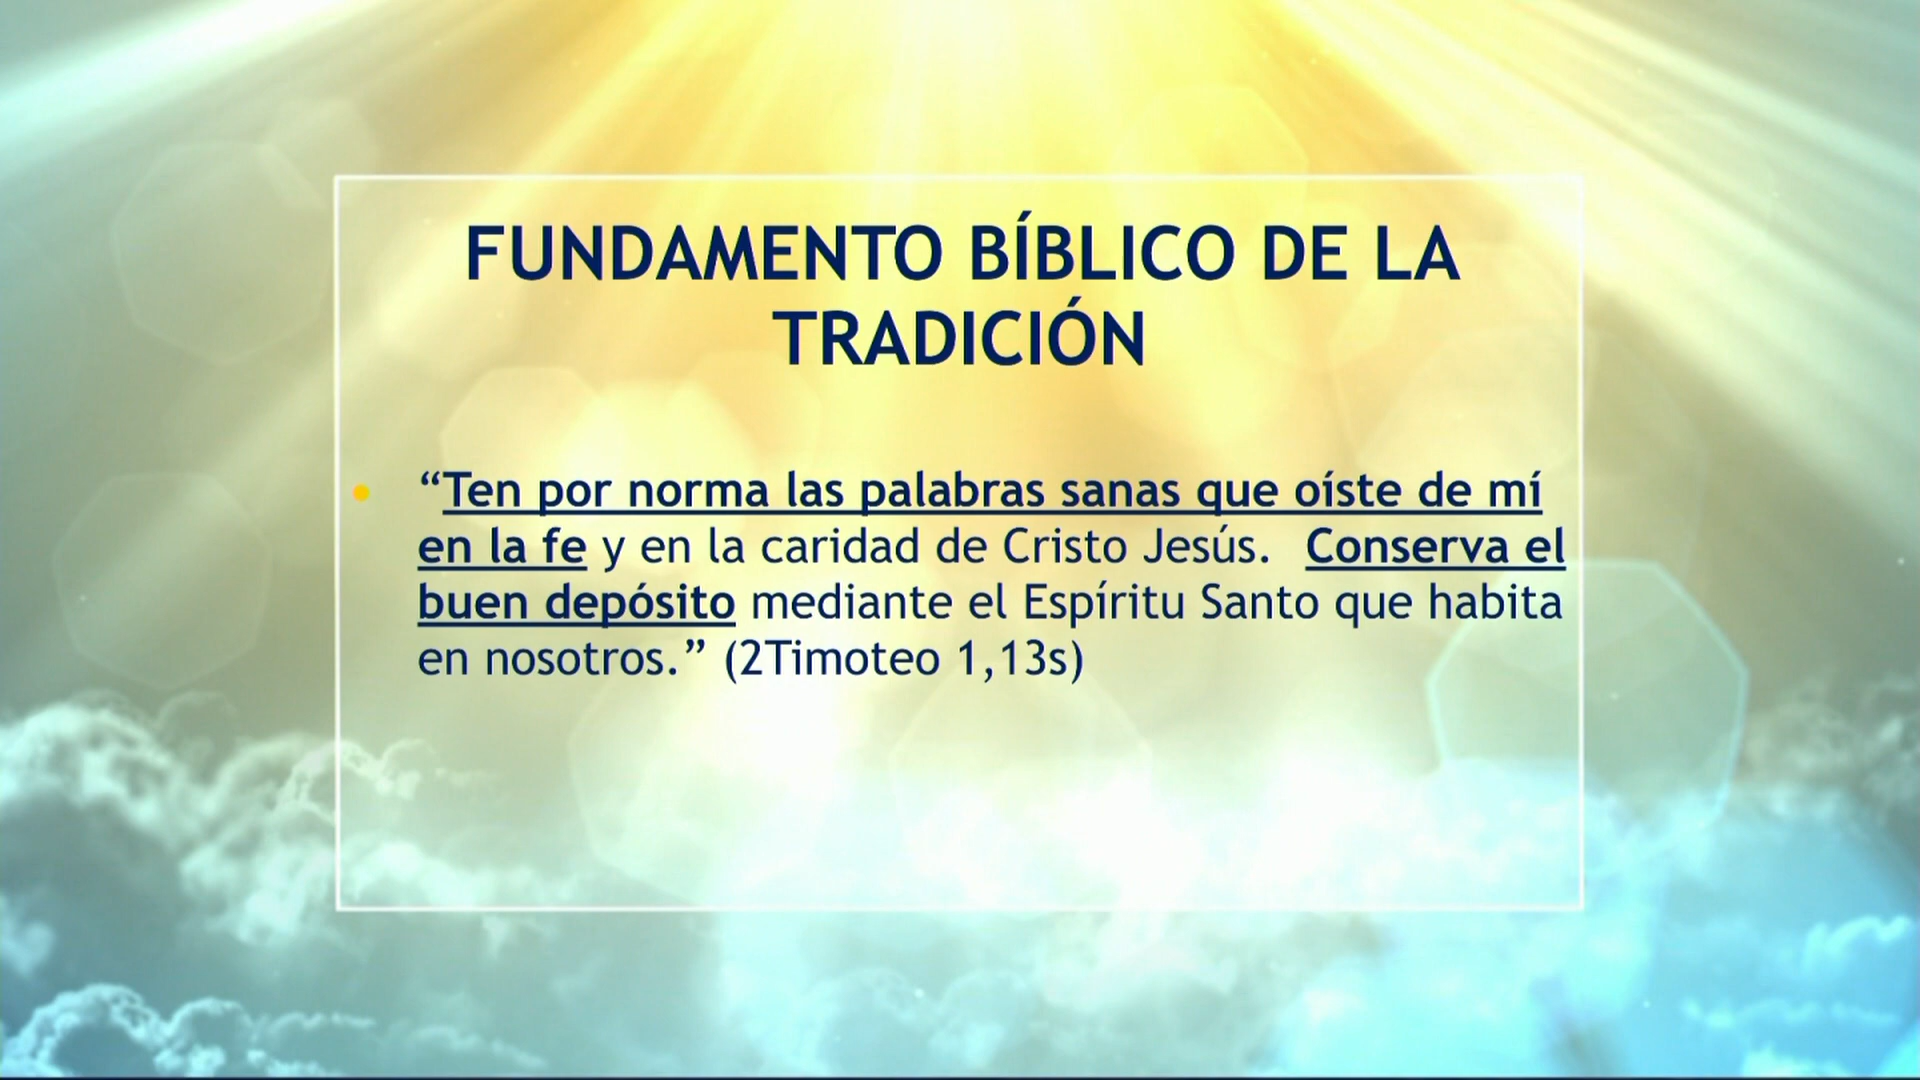 FUNDAMENTO BÍBLICO DE LA
TRADICIÓN
• “Ten por norma las palabras sanas que oíste de mí
en la fe y en la caridad de Cristo Jesús. Conserva el
buen depósito mediante el Espíritu Santo que habita
en nosotros.” (2Timoteo 1,13s)